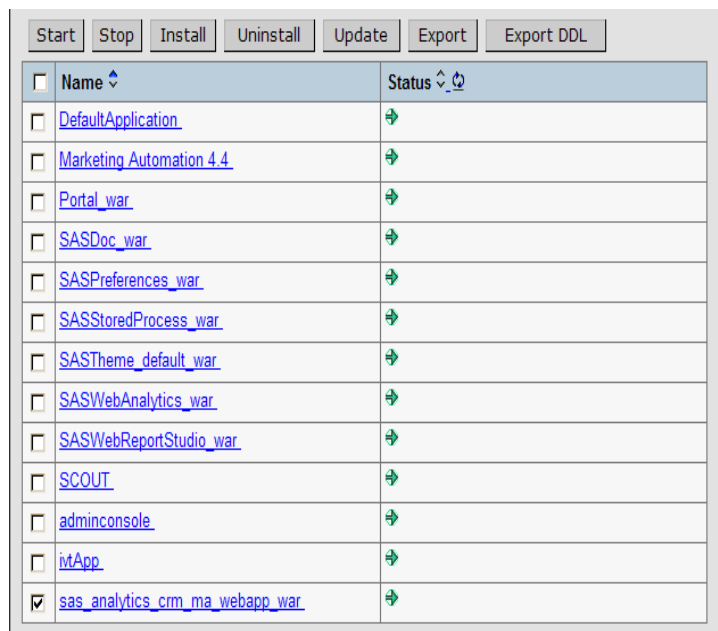 Start Stop Install Uninstall Update Export Export DDL
Name Status
DefaultApplication
Marketing Automation 4.4
Portal_war
SASDoc_war
SASPreferences_war
SASStoredProcess_war
SASTheme_default_war
SASWebAnalytics_war
SASWebReportStudio_war
SCOUT
adminconsole
ivtApp
sas_analytics_crm_ma_webapp_war